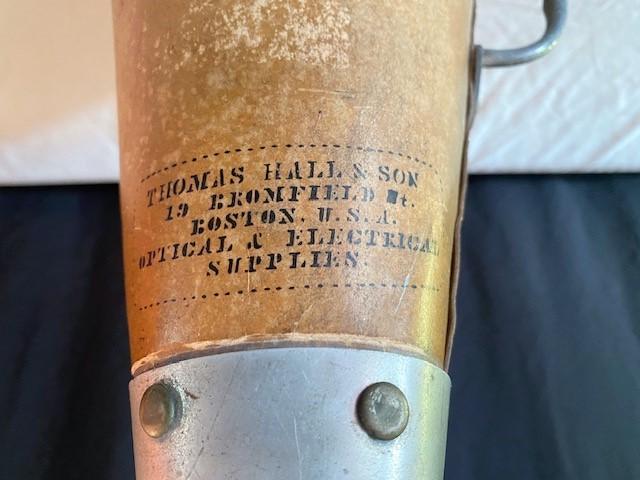 THOMAS HALL & SON
19 BROMFIELD St.
BOSTON, U.S.A.
OPTICAL & ELECTRICAL
SUPPLIES.